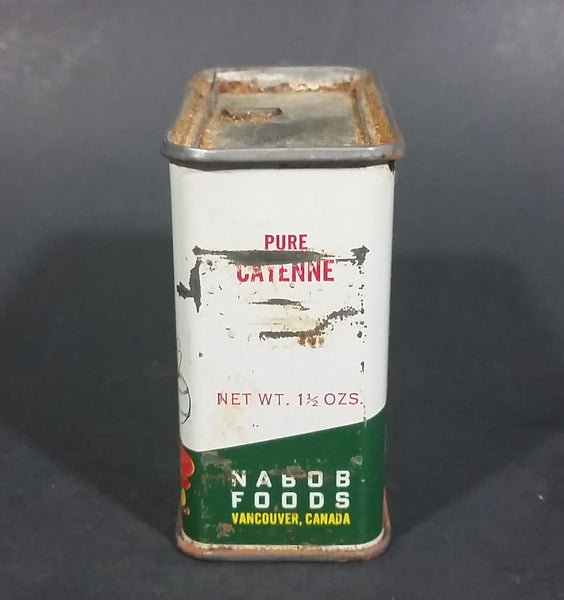 PURE
CAYENNE
NET WT. 1½ OZS.
NABOB
FOODS
VANCOUVER, CANADA